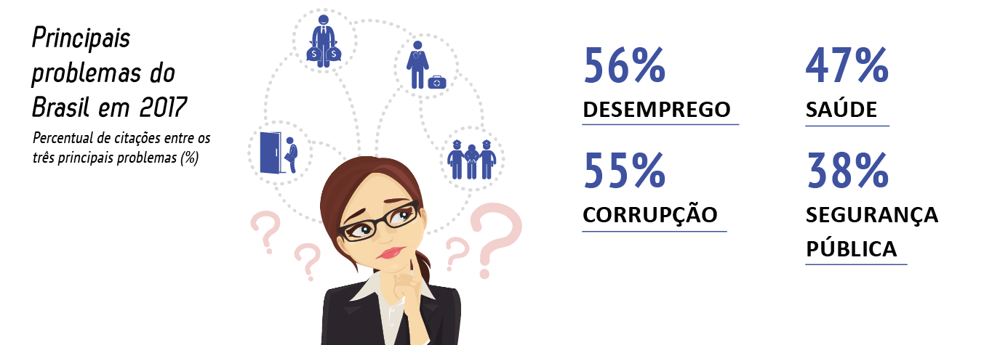 Principais
problemas do
Brasil em 2017
Percentual de citações entre os
três principais problemas (%)
$ $
56%
DESEMPREGO
55%
CORRUPÇÃO
47%
SAÚDE
38%
SEGURANÇA
PÚBLICA
? ? ? ?